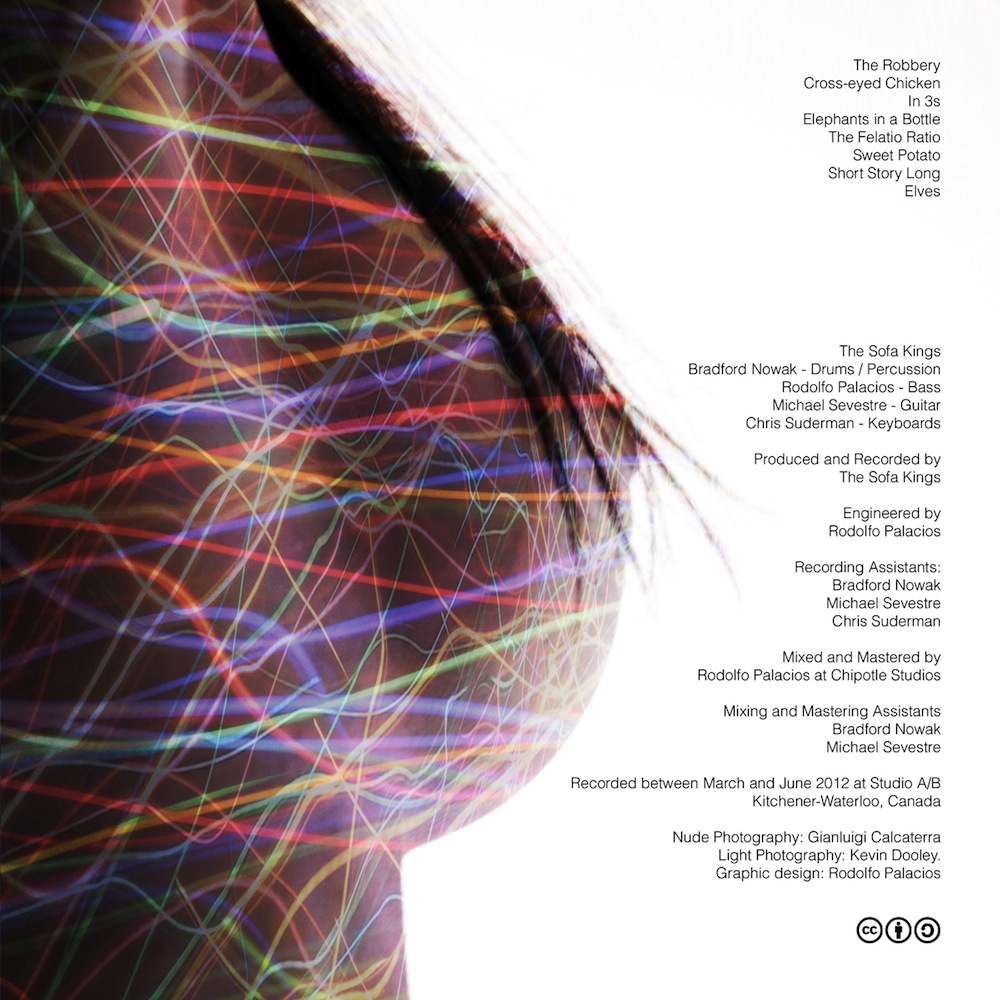 The Robbery
Cross-eyed Chicken
In 3s
Elephants in a Bottle
The Felatio Ratio
Sweet Potato
Short Story Long
Elves
The Sofa Kings
Bradford Nowak - Drums / Percussion
Rodolfo Palacios - Bass
Michael Sevestre - Guitar
Chris Suderman - Keyboards
Produced and Recorded by
The Sofa Kings
Engineered by
Rodolfo Palacios
Recording Assistants:
Bradford Nowak
Michael Sevestre
Chris Suderman
Mixed and Mastered by
Rodolfo Palacios at Chipotle Studios
Mixing and Mastering Assistants
Bradford Nowak
Michael Sevestre
Recorded between March and June 2012 at Studio A/B
Kitchener-Waterloo, Canada
Nude Photography: Gianluigi Calcaterra
Light Photography: Kevin Dooley.
Graphic design: Rodolfo Palacios
cc